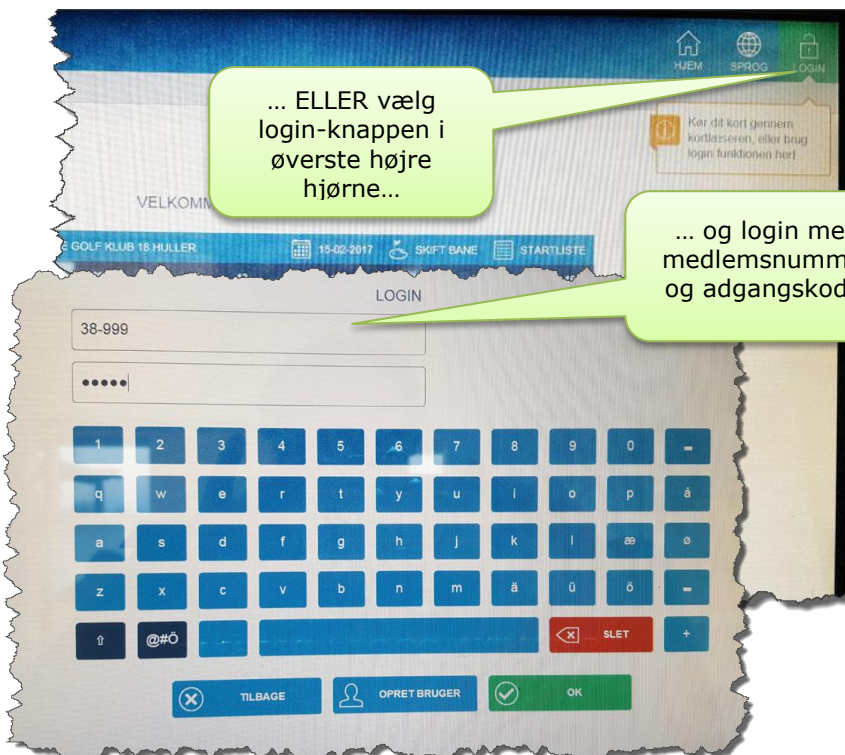 HJEM SPROG LOGIN
… ELLER vælg
login-knappen i
øverste højre
hjørne…
Kør dit kort gennem
kortlæseren, eller brug
login funktionen her!
VELKOMM
E GOLF KLUB 18 HULLER 15-02-2017 SKIFT BANE STARTLISTE
… og login me
medlemsnumm
og adgangskod
LOGIN
38-999
•••••
1 2 3 4 5 6 7 8 9 0 -
q w e r t y u i o p å
a s d f g h j k l æ ø
z x c v b n m ä ü ö -
⇧ @#Ö SLET +
TILBAGE OPRET BRUGER OK